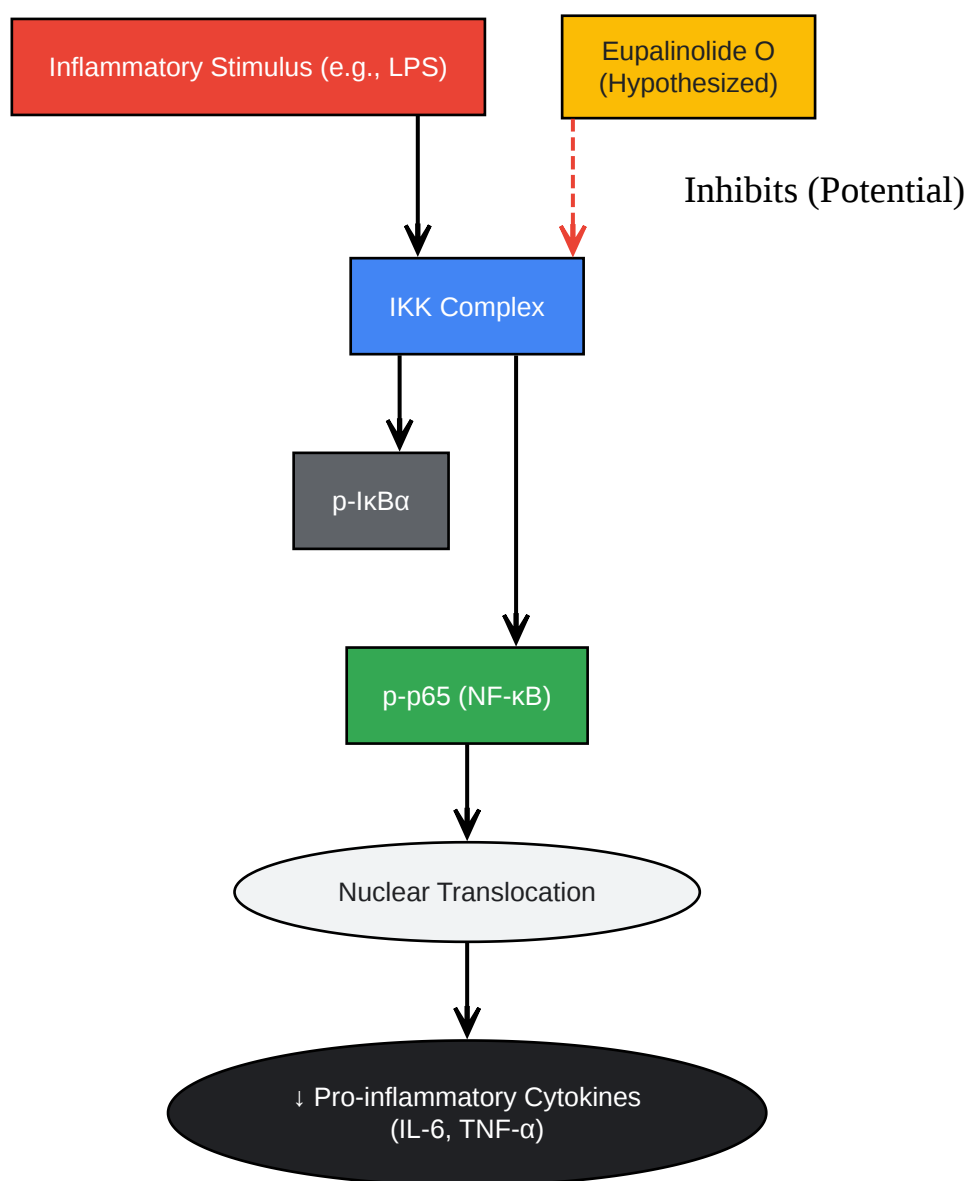 Inflammatory Stimulus (e.g., LPS)
Eupalinolide O
(Hypothesized)
Inhibits (Potential)
IKK Complex
p-IκBα
p-p65 (NF-κB)
Nuclear Translocation
↓ Pro-inflammatory Cytokines
(IL-6, TNF-α)